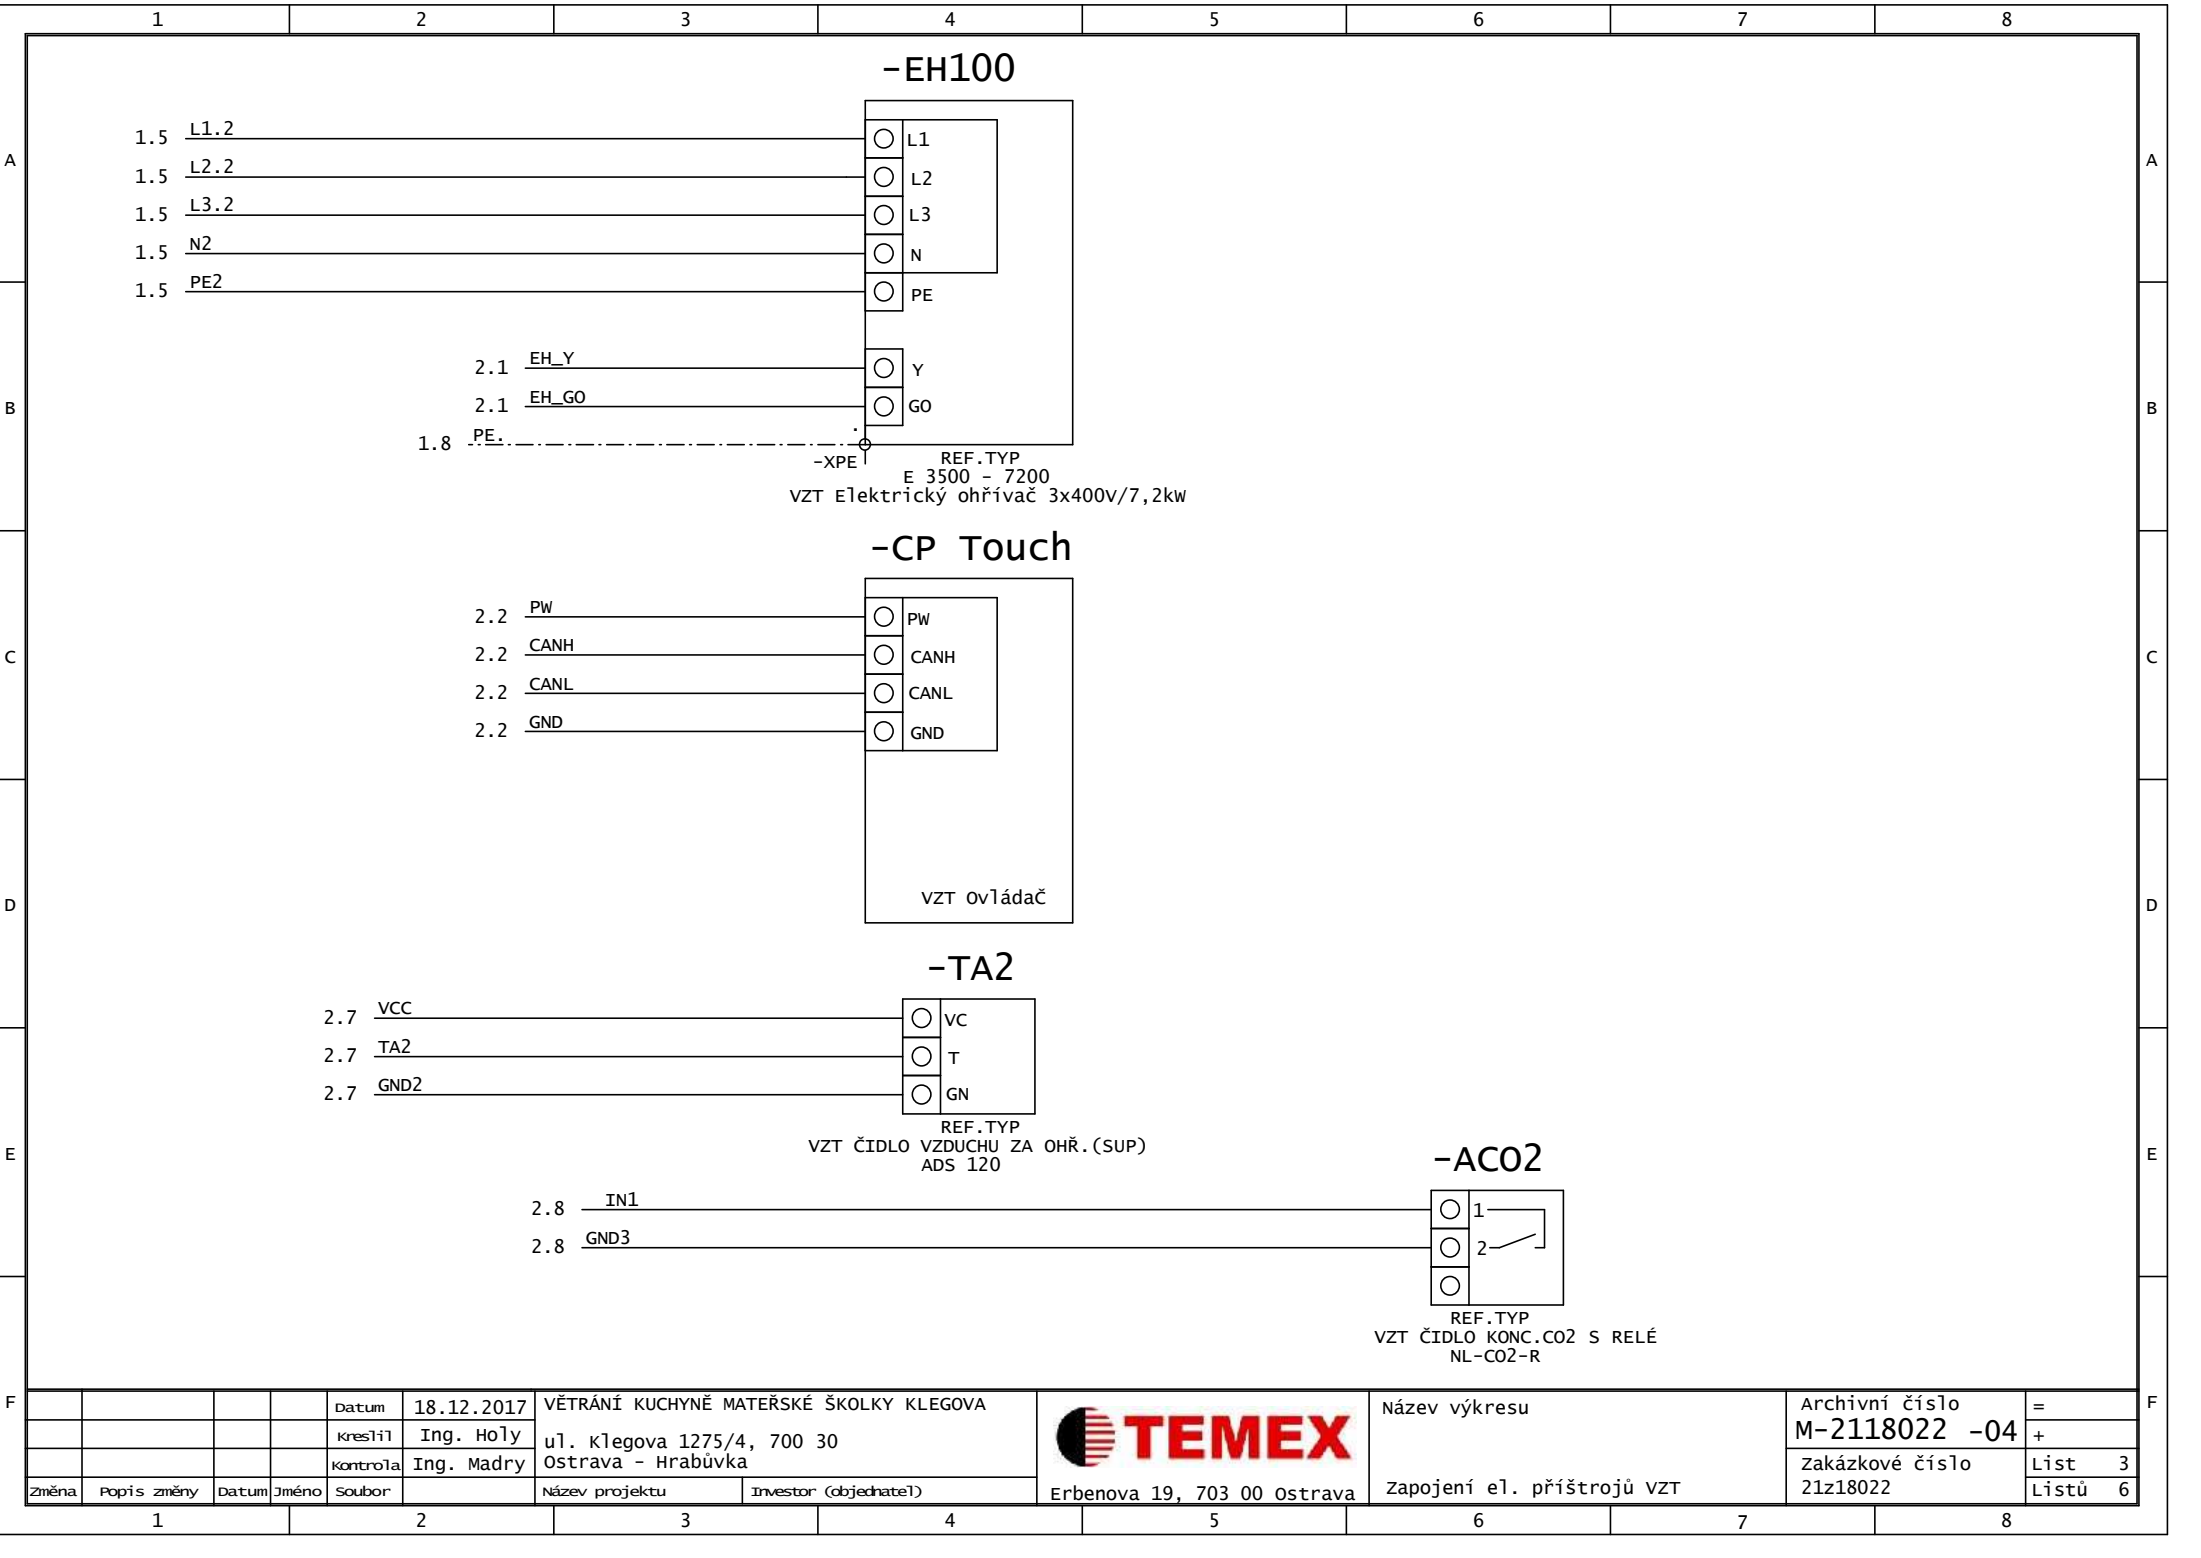 1 2 3 4 5 6 7 8
-EH100
1.5 L1.2 L1
A A
1.5 L2.2 L2
1.5 L3.2 L3
1.5 N2 N
1.5 PE2 PE
2.1 EH_Y Y
2.1 EH_GO GO
B B
1.8 PE. .
-XPE REF.TYP
E 3500 - 7200
VZT Elektrický ohřívač 3x400V/7,2kW
-CP Touch
2.2 PW PW
2.2 CANH CANH
C C
2.2 CANL CANL
2.2 GND GND
VZT OvládaČ
D D
-TA2
2.7 VCC VC
2.7 TA2 T
2.7 GND2 GN
REF.TYP
VZT ČIDLO VZDUCHU ZA OHŘ.(SUP)
ADS 120
E E
-ACO2
2.8 IN1 1
2.8 GND3 2
REF.TYP
VZT ČIDLO KONC.CO2 S RELÉ
NL-CO2-R
F F
Datum 18.12.2017
Kreslil Ing. Holy
Kontrola Ing. Madry
Změna Popis změny Datum Jméno Soubor
VĚTRÁNÍ KUCHYNĚ MATEŘSKÉ ŠKOLKY KLEGOVA
ul. Klegova 1275/4, 700 30
Ostrava - Hrabůvka
Název projektu Investor (objednatel)
TEMEX
Erbenova 19, 703 00 Ostrava
Název výkresu
Zapojení el. příštrojů VZT
Archivní číslo
M-2118022 -04
Zakázkové číslo
21z18022
=
+
List 3
Listů 6
1 2 3 4 5 6 7 8